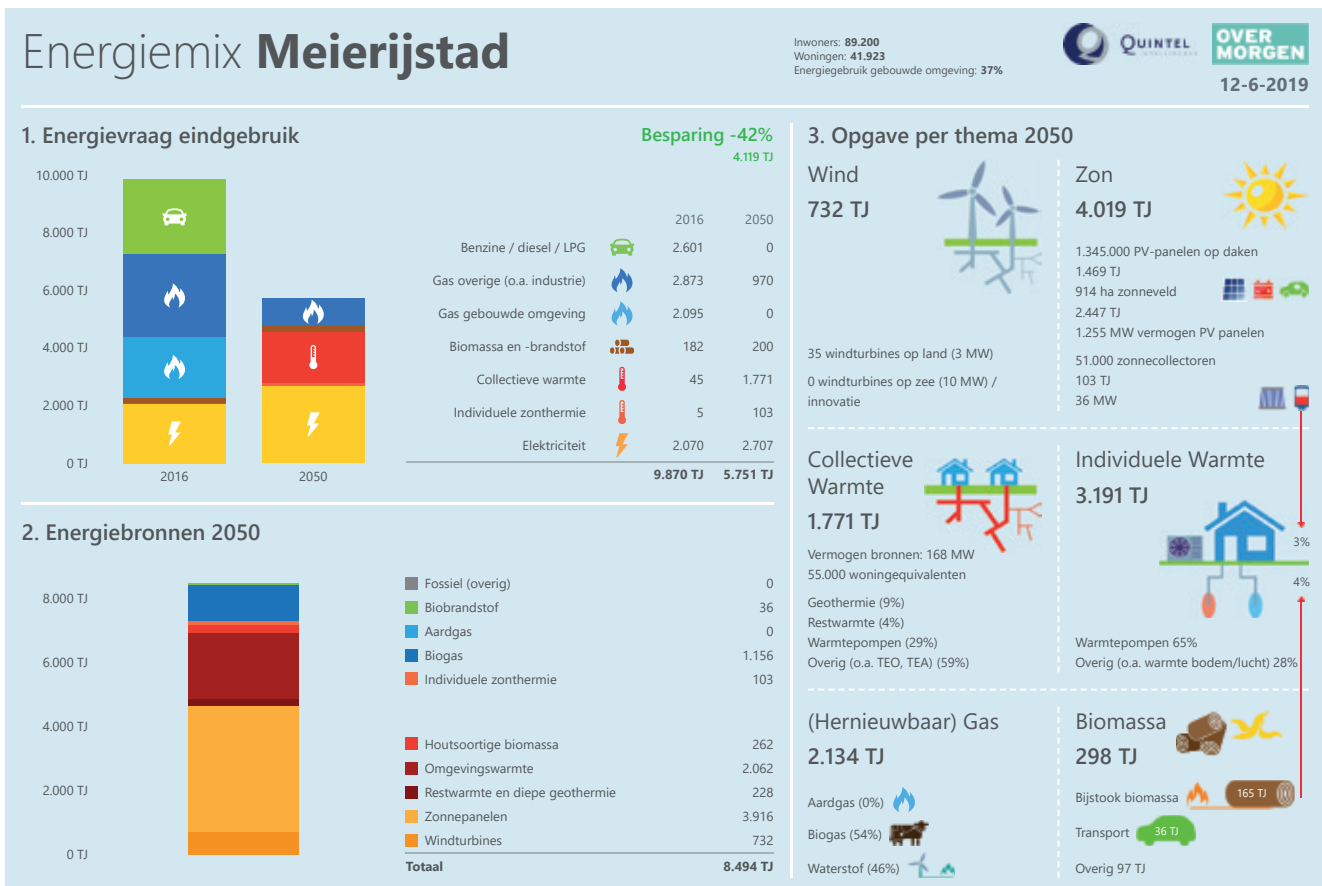 Energiemix Meierijstad
Inwoners: 89.200
Woningen: 41.923
Energiegebruik gebouwde omgeving: 37%
QUINTEL
OVER
MORGEN
12-6-2019
1. Energievraag eindgebruik
Besparing -42%
4.119 TJ
10.000 TJ
8.000 TJ
6.000 TJ
4.000 TJ
2.000 TJ
0 TJ
2016 2050
2016 2050
Benzine / diesel / LPG 2.601 0
Gas overige (o.a. industrie) 2.873 970
Gas gebouwde omgeving 2.095 0
Biomassa en -brandstof 182 200
Collectieve warmte 45 1.771
Individuele zonthermie 5 103
Elektriciteit 2.070 2.707
9.870 TJ 5.751 TJ
2. Energiebronnen 2050
8.000 TJ
6.000 TJ
4.000 TJ
2.000 TJ
0 TJ
Fossiel (overig) 0
Biobrandstof 36
Aardgas 0
Biogas 1.156
Individuele zonthermie 103
Houtsoortige biomassa 262
Omgevingswarmte 2.062
Restwarmte en diepe geothermie 228
Zonnepanelen 3.916
Windturbines 732
Totaal 8.494 TJ
3. Opgave per thema 2050
Wind
732 TJ
35 windturbines op land (3 MW)
0 windturbines op zee (10 MW) /
innovatie
Zon
4.019 TJ
1.345.000 PV-panelen op daken
1.469 TJ
914 ha zonneveld
2.447 TJ
1.255 MW vermogen PV panelen
51.000 zonnecollectoren
103 TJ
36 MW
Collectieve
Warmte
1.771 TJ
Vermogen bronnen: 168 MW
55.000 woningequivalenten
Geothermie (9%)
Restwarmte (4%)
Warmtepompen (29%)
Overig (o.a. TEO, TEA) (59%)
Individuele Warmte
3.191 TJ
3%
4%
Warmtepompen 65%
Overig (o.a. warmte bodem/lucht) 28%
(Hernieuwbaar) Gas
2.134 TJ
Aardgas (0%)
Biogas (54%)
Waterstof (46%)
Biomassa
298 TJ
Bijstook biomassa 165 TJ
Transport 36 TJ
Overig 97 TJ